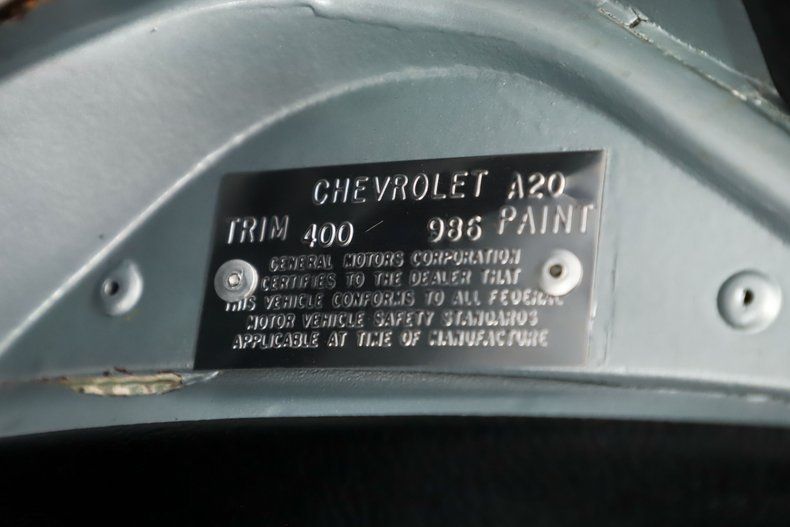 CHEVROLET A20
TRIM 400 986 PAINT
GENERAL MOTORS CORPORATION
CERTIFIES TO THE DEALER THAT
THIS VEHICLE CONFORMS TO ALL FEDERAL
MOTOR VEHICLE SAFETY STANDARDS
APPLICABLE AT TIME OF MANUFACTURE